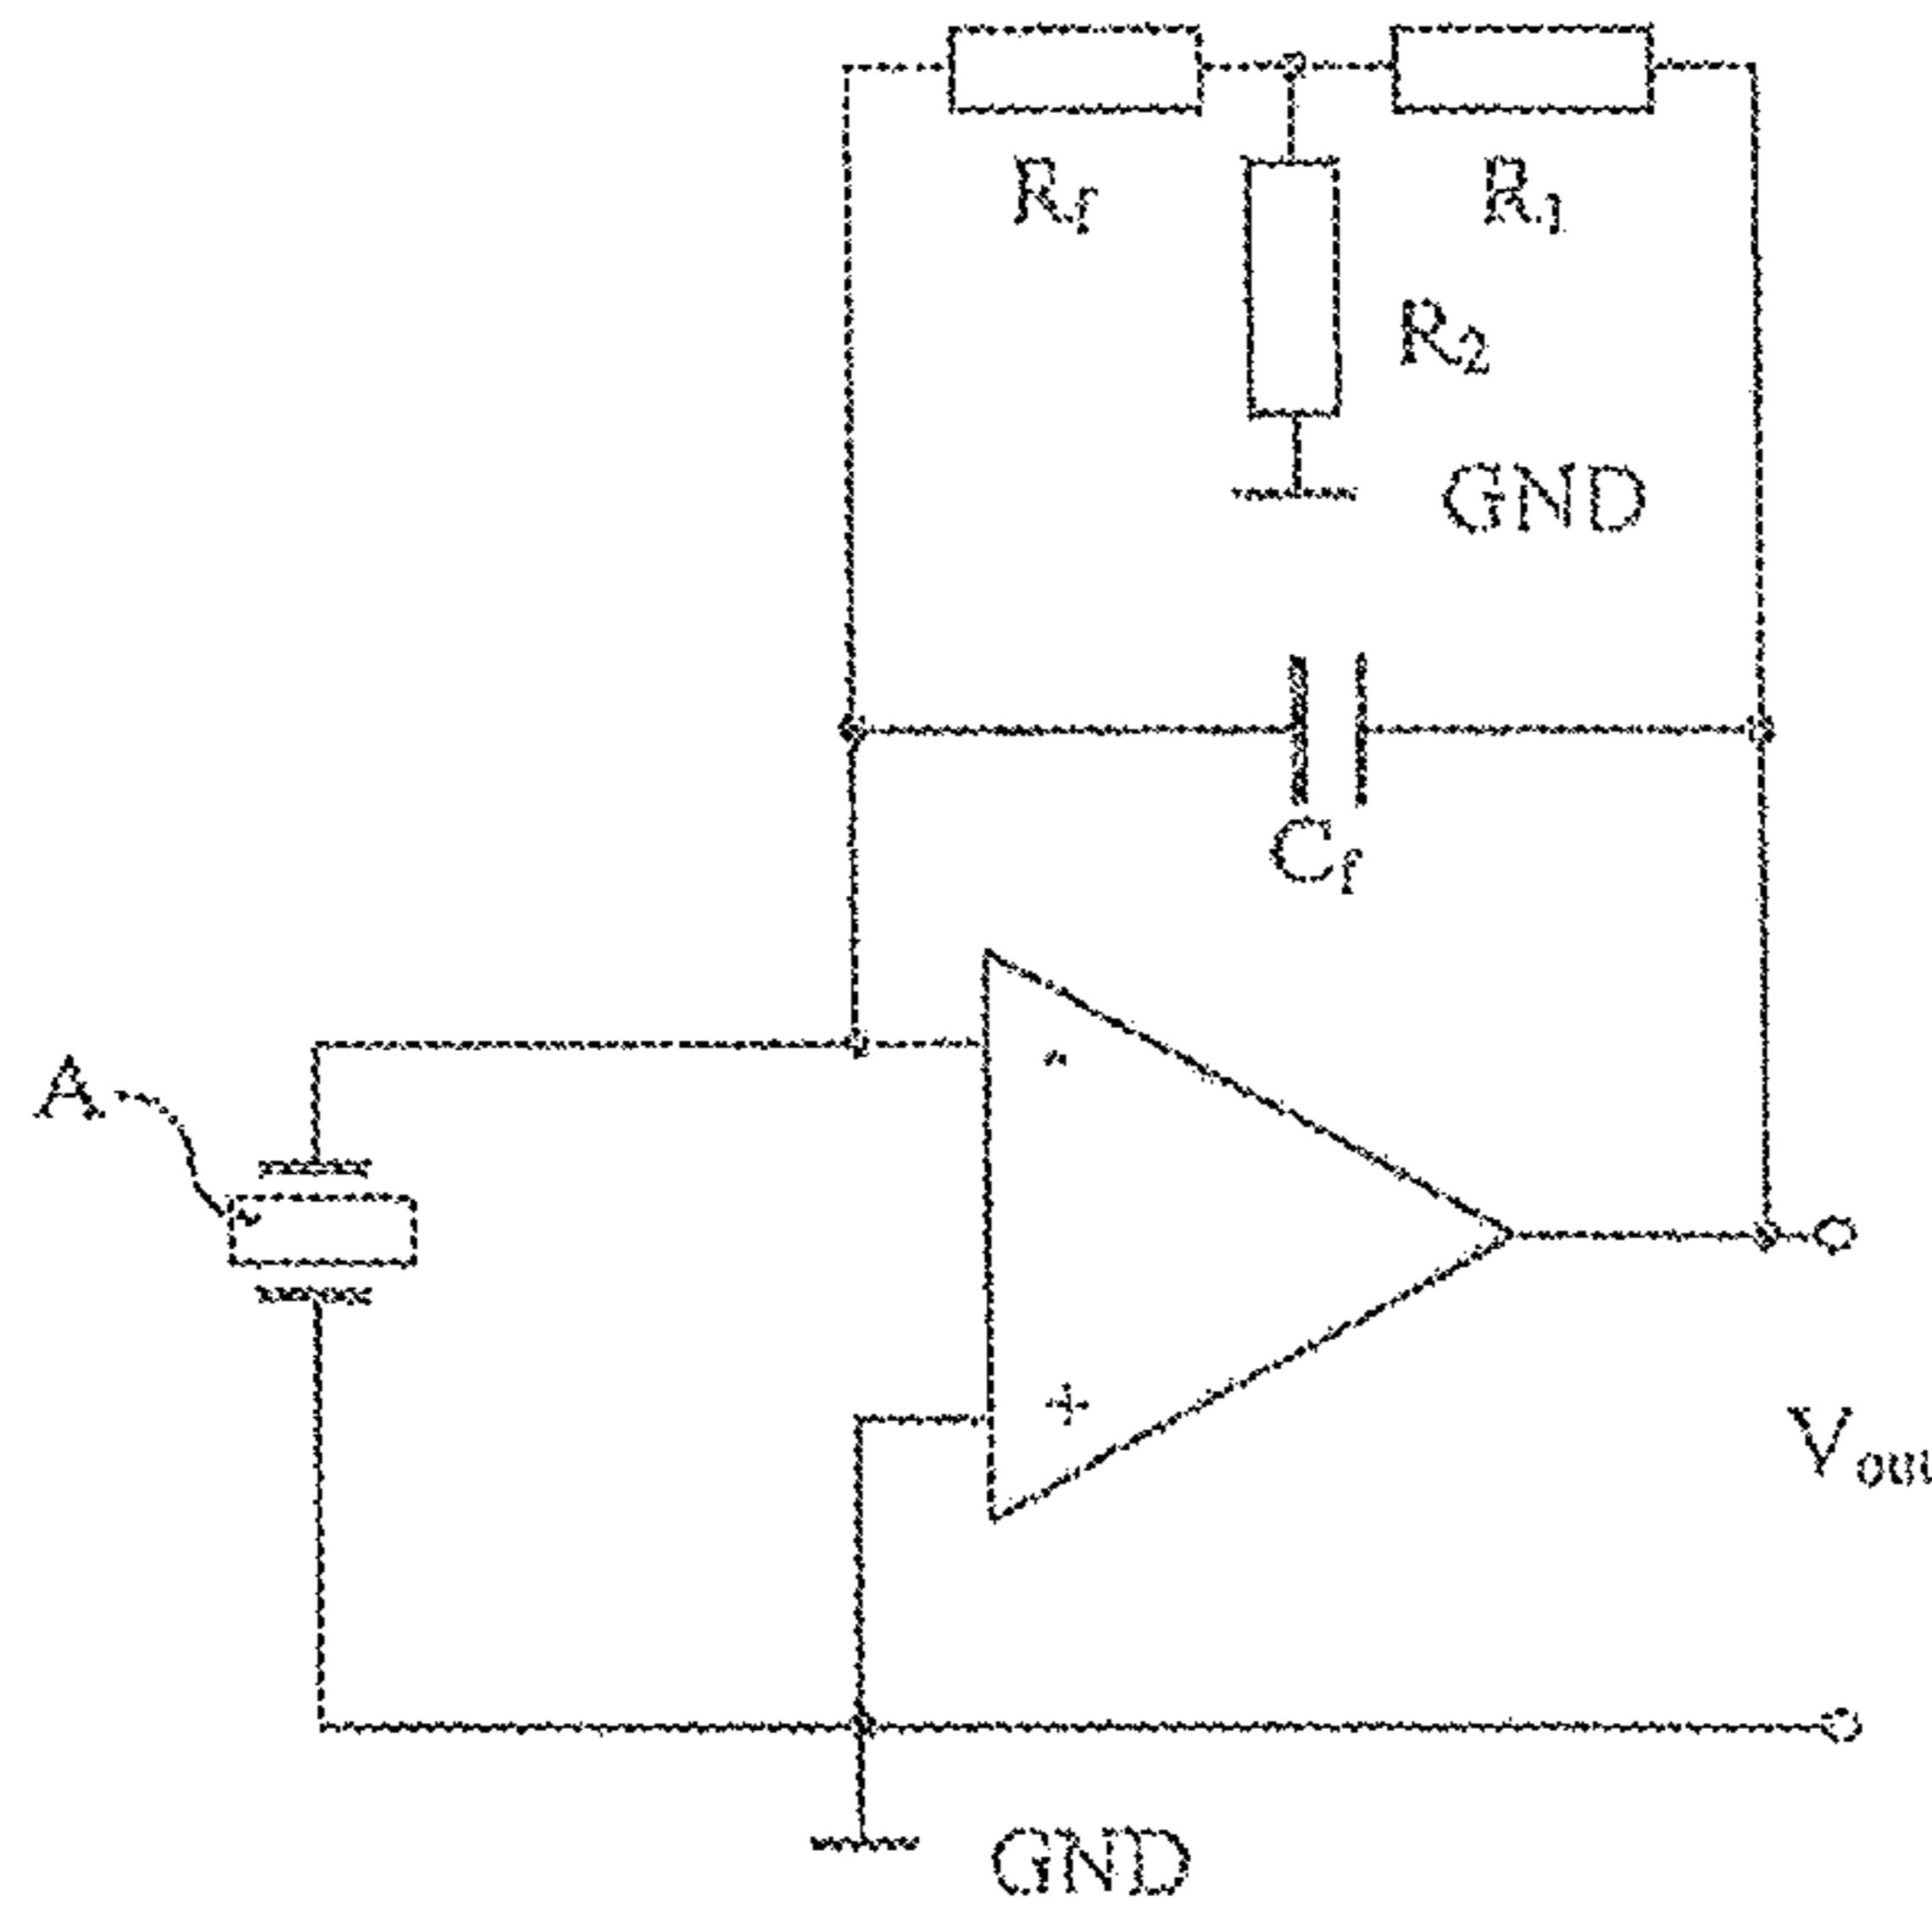 Rf
R1
R2
GND
Cf
A
-
+
Vout
GND